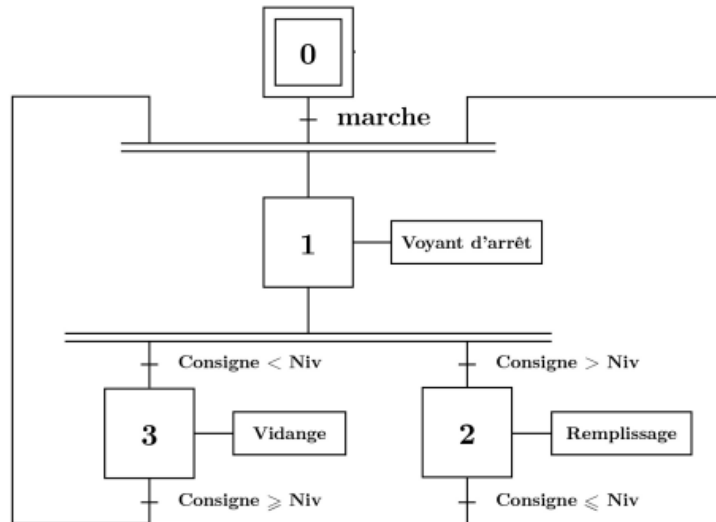 0
marche
1
Voyant d'arrêt
Consigne < Niv
Consigne > Niv
3
Vidange
2
Remplissage
Consigne ⩾ Niv
Consigne ⩽ Niv